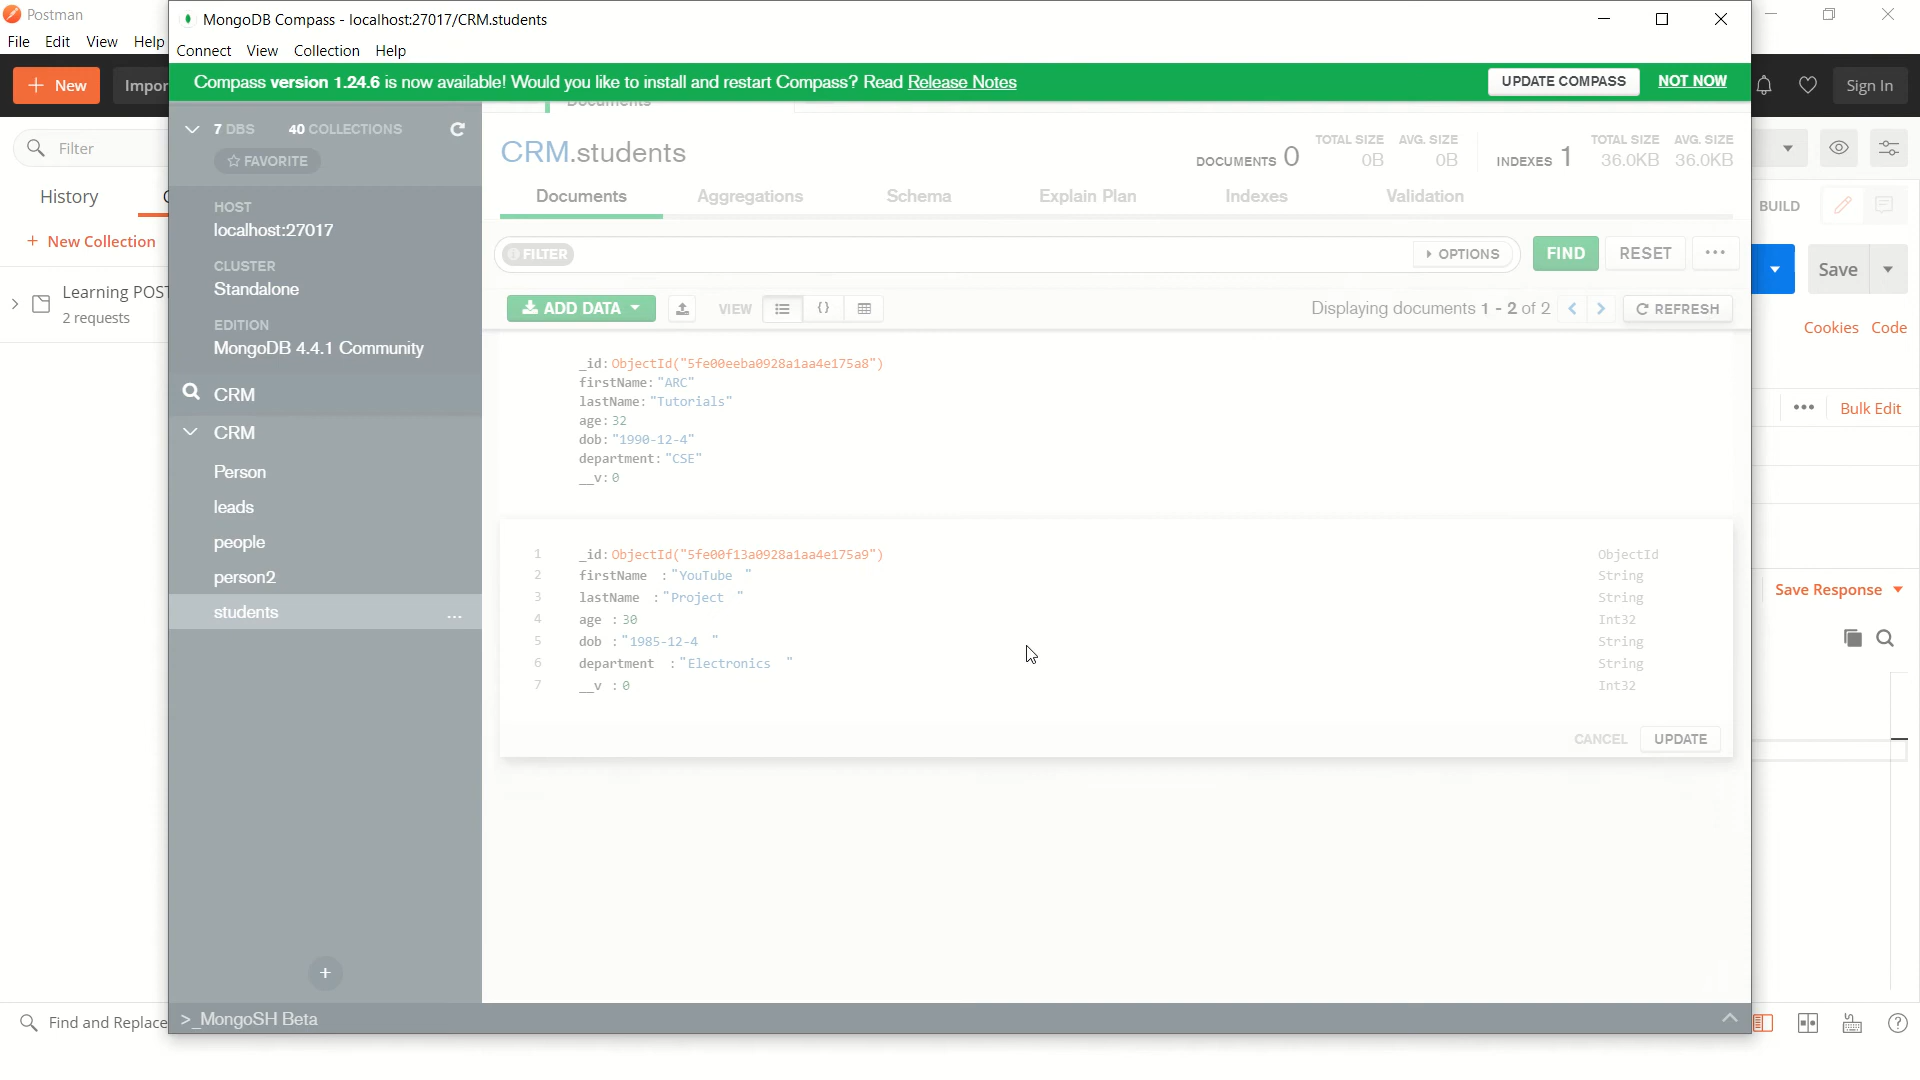 Postman
File Edit View Help
New Impor
Filter
History
New Collection
Learning POST
2 requests
Find and Replace
MongoDB Compass - localhost:27017/CRM.students
Connect View Collection Help
Compass version 1.24.6 is now available! Would you like to install and restart Compass? Read Release Notes
UPDATE COMPASS NOT NOW
7 DBS 40 COLLECTIONS
FAVORITE
HOST
localhost:27017
CLUSTER
Standalone
EDITION
MongoDB 4.4.1 Community
CRM
CRM
Person
leads
people
person2
students ...
>_MongoSH Beta
Documents
CRM.students
DOCUMENTS 0
TOTAL SIZE AVG. SIZE
0B 0B
INDEXES 1
TOTAL SIZE AVG. SIZE
36.0KB 36.0KB
Documents Aggregations Schema Explain Plan Indexes Validation
FILTER
OPTIONS
FIND RESET ...
ADD DATA VIEW {}
Displaying documents 1 - 2 of 2 < > REFRESH
_id: ObjectId("5fe00eeba0928a1aa4e175a8")
firstName: "ARC"
lastName: "Tutorials"
age: 32
dob: "1990-12-4"
department: "CSE"
__v: 0
1 _id: ObjectId("5fe00f13a0928a1aa4e175a9") ObjectId
2 firstName : "YouTube " String
3 lastName : "Project " String
4 age : 30 Int32
5 dob : "1985-12-4 " String
6 department : "Electronics " String
7 __v : 0 Int32
CANCEL UPDATE
Sign In
BUILD
Save
Cookies Code
••• Bulk Edit
Save Response